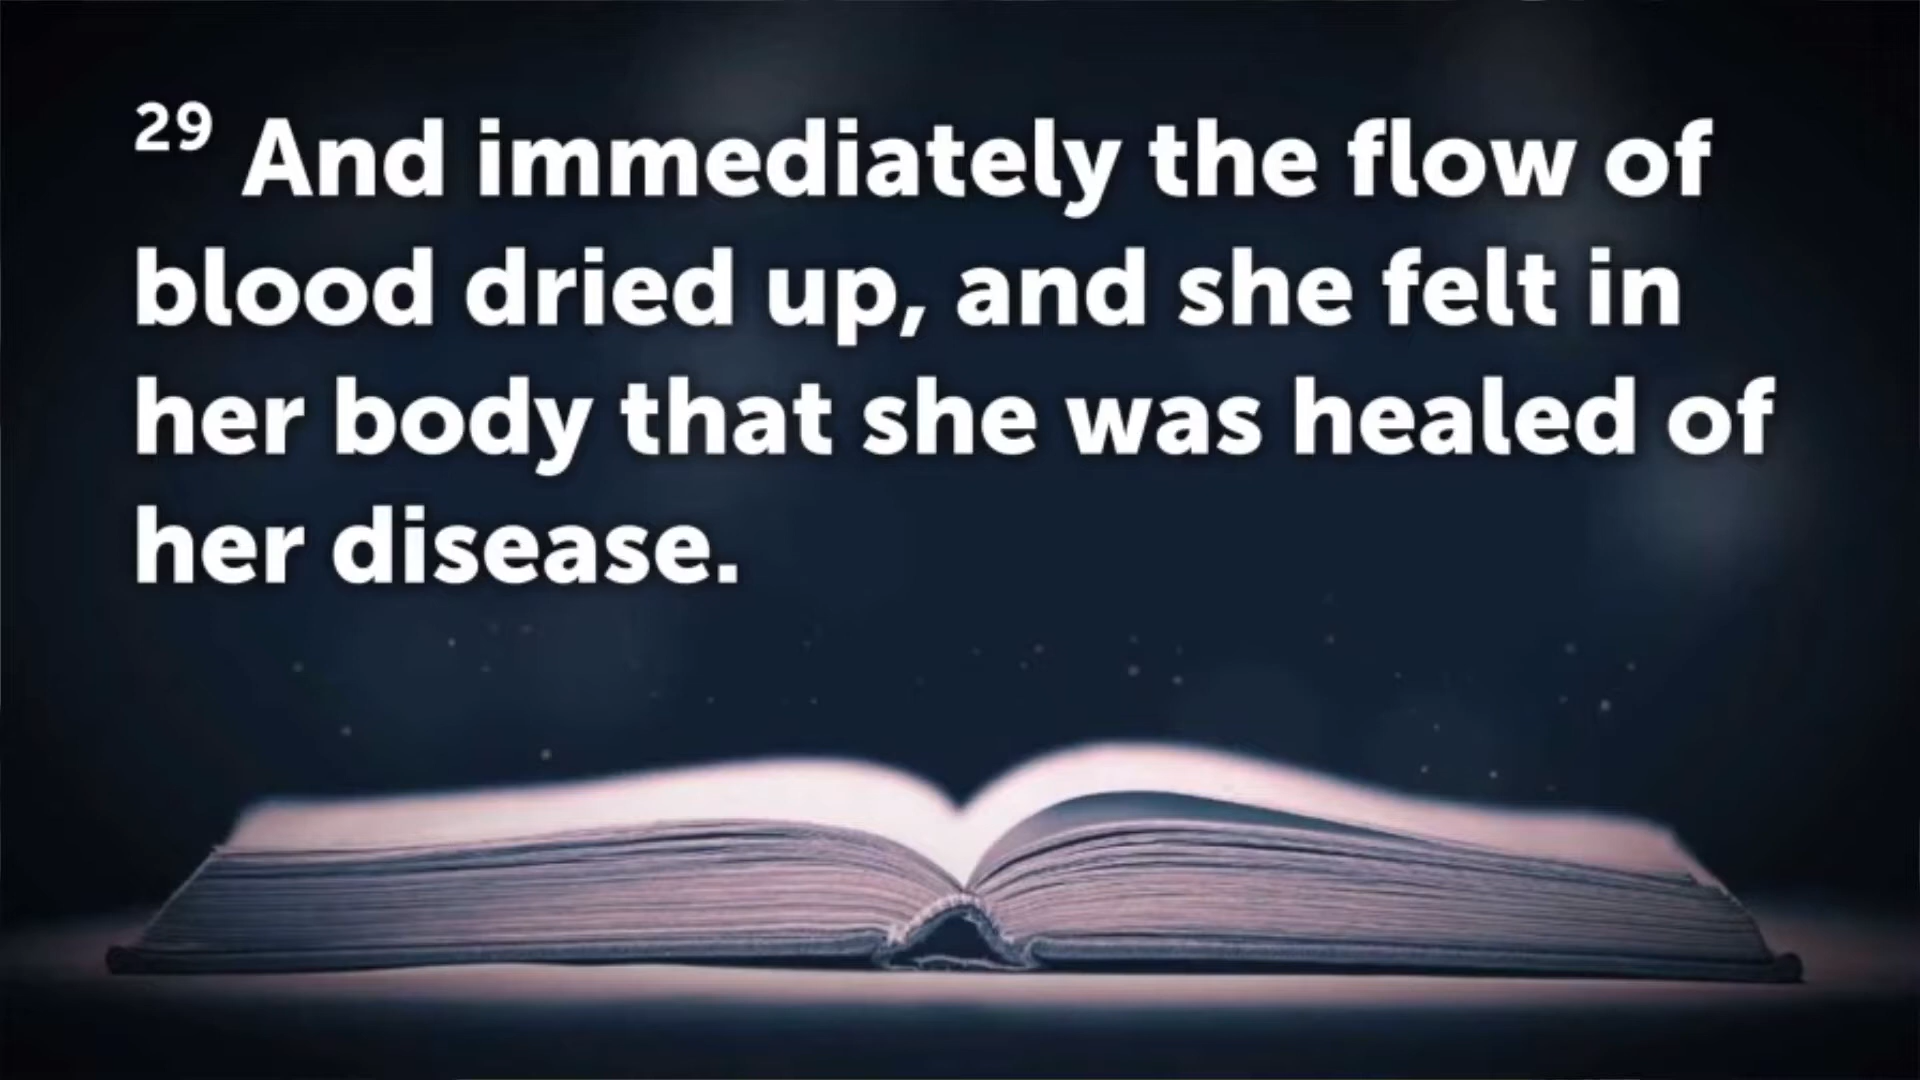 29 And immediately the flow of
blood dried up, and she felt in
her body that she was healed of
her disease.